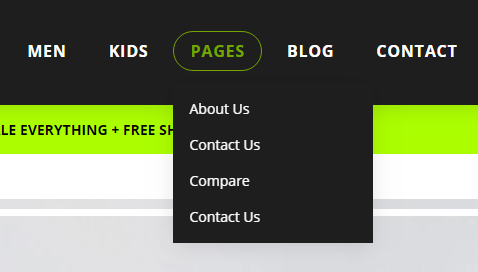 MEN KIDS PAGES BLOG CONTACT
LE EVERYTHING + FREE SH
About Us
Contact Us
Compare
Contact Us